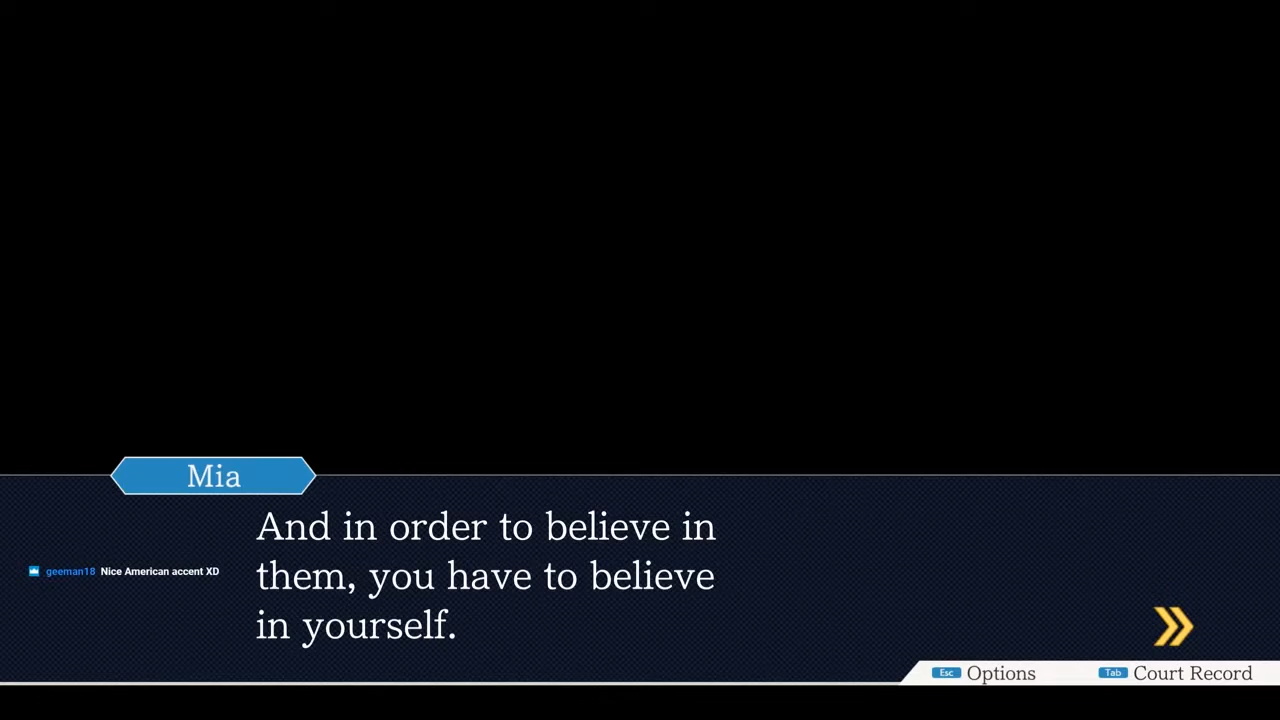 Mia
And in order to believe in
them, you have to believe
in yourself.
geeman18 Nice American accent XD
Esc Options
Tab Court Record